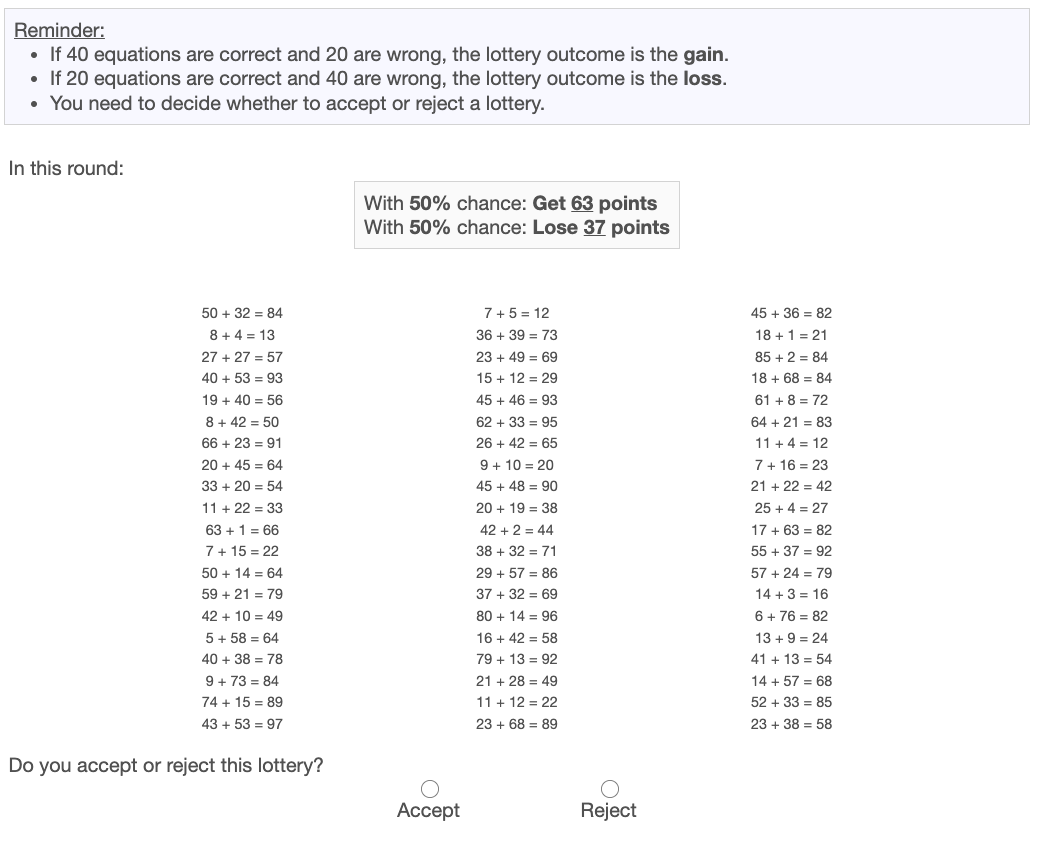 Reminder:
• If 40 equations are correct and 20 are wrong, the lottery outcome is the gain.
• If 20 equations are correct and 40 are wrong, the lottery outcome is the loss.
• You need to decide whether to accept or reject a lottery.
In this round:
With 50% chance: Get 63 points
With 50% chance: Lose 37 points
50 + 32 = 84 7 + 5 = 12 45 + 36 = 82
8 + 4 = 13 36 + 39 = 73 18 + 1 = 21
27 + 27 = 57 23 + 49 = 69 85 + 2 = 84
40 + 53 = 93 15 + 12 = 29 18 + 68 = 84
19 + 40 = 56 45 + 46 = 93 61 + 8 = 72
8 + 42 = 50 62 + 33 = 95 64 + 21 = 83
66 + 23 = 91 26 + 42 = 65 11 + 4 = 12
20 + 45 = 64 9 + 10 = 20 7 + 16 = 23
33 + 20 = 54 45 + 48 = 90 21 + 22 = 42
11 + 22 = 33 20 + 19 = 38 25 + 4 = 27
63 + 1 = 66 42 + 2 = 44 17 + 63 = 82
7 + 15 = 22 38 + 32 = 71 55 + 37 = 92
50 + 14 = 64 29 + 57 = 86 57 + 24 = 79
59 + 21 = 79 37 + 32 = 69 14 + 3 = 16
42 + 10 = 49 80 + 14 = 96 6 + 76 = 82
5 + 58 = 64 16 + 42 = 58 13 + 9 = 24
40 + 38 = 78 79 + 13 = 92 41 + 13 = 54
9 + 73 = 84 21 + 28 = 49 14 + 57 = 68
74 + 15 = 89 11 + 12 = 22 52 + 33 = 85
43 + 53 = 97 23 + 68 = 89 23 + 38 = 58
Do you accept or reject this lottery?
Accept Reject